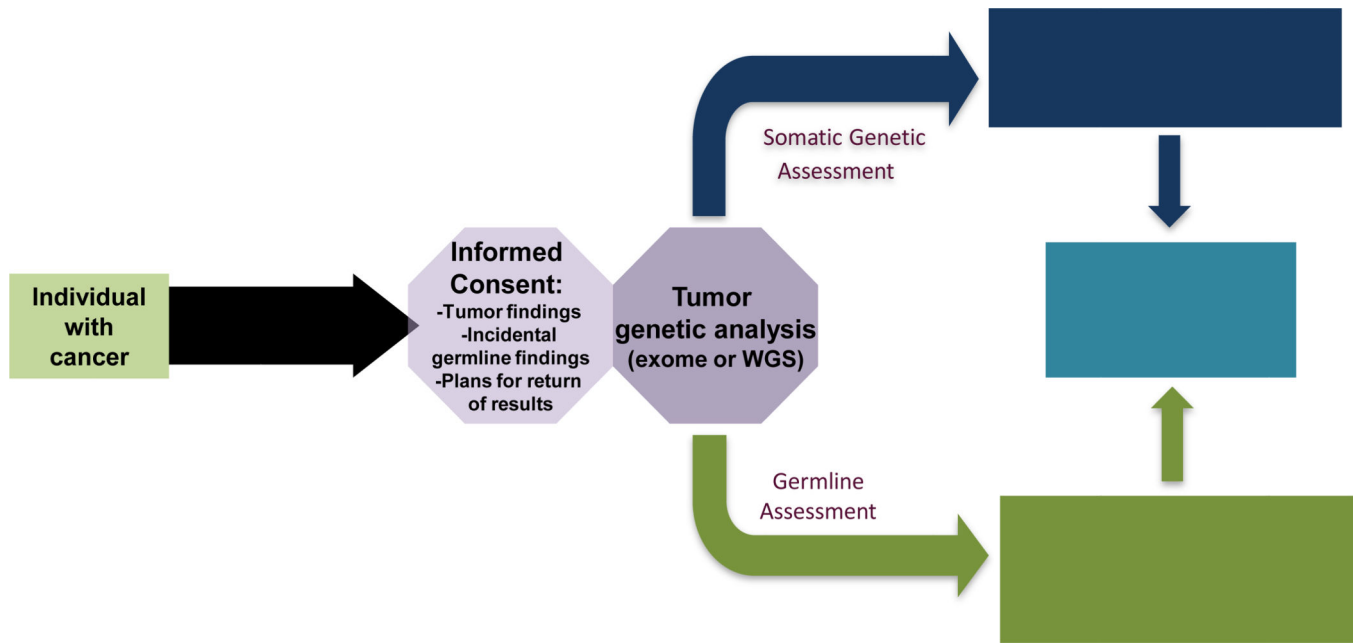 Individual
with
cancer
Informed
Consent:
-Tumor findings
-Incidental
germline findings
-Plans for return
of results
Tumor
genetic analysis
(exome or WGS)
Somatic Genetic
Assessment
Germline
Assessment